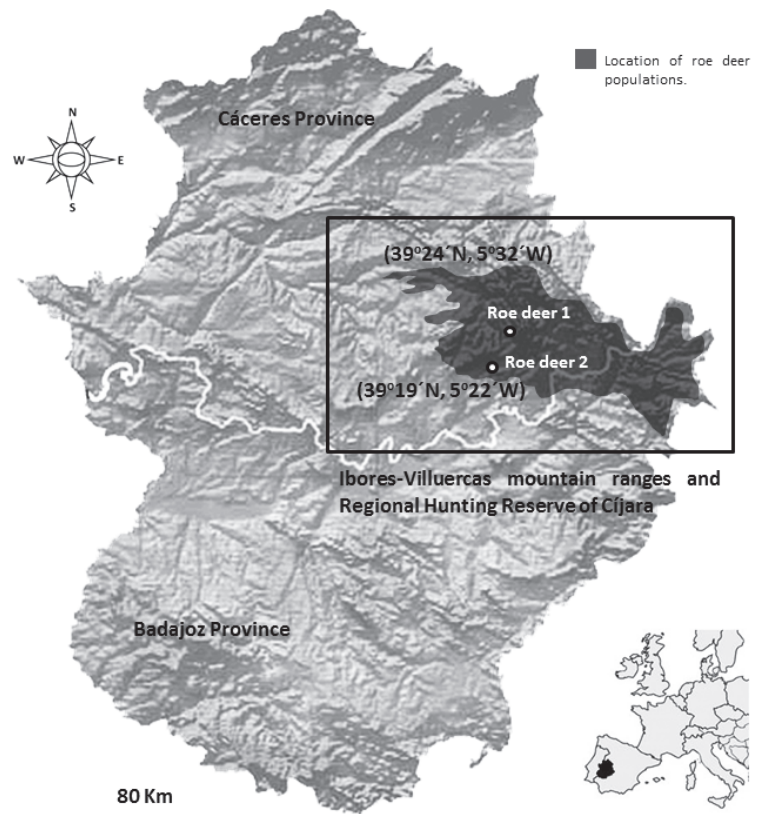 Location of roe deer
populations.
Cáceres Province
N
W
E
S
(39º24´N, 5º32´W)
Roe deer 1
Roe deer 2
(39º19´N, 5º22´W)
Ibores-Villuercas mountain ranges and
Regional Hunting Reserve of Cíjara
Badajoz Province
80 Km